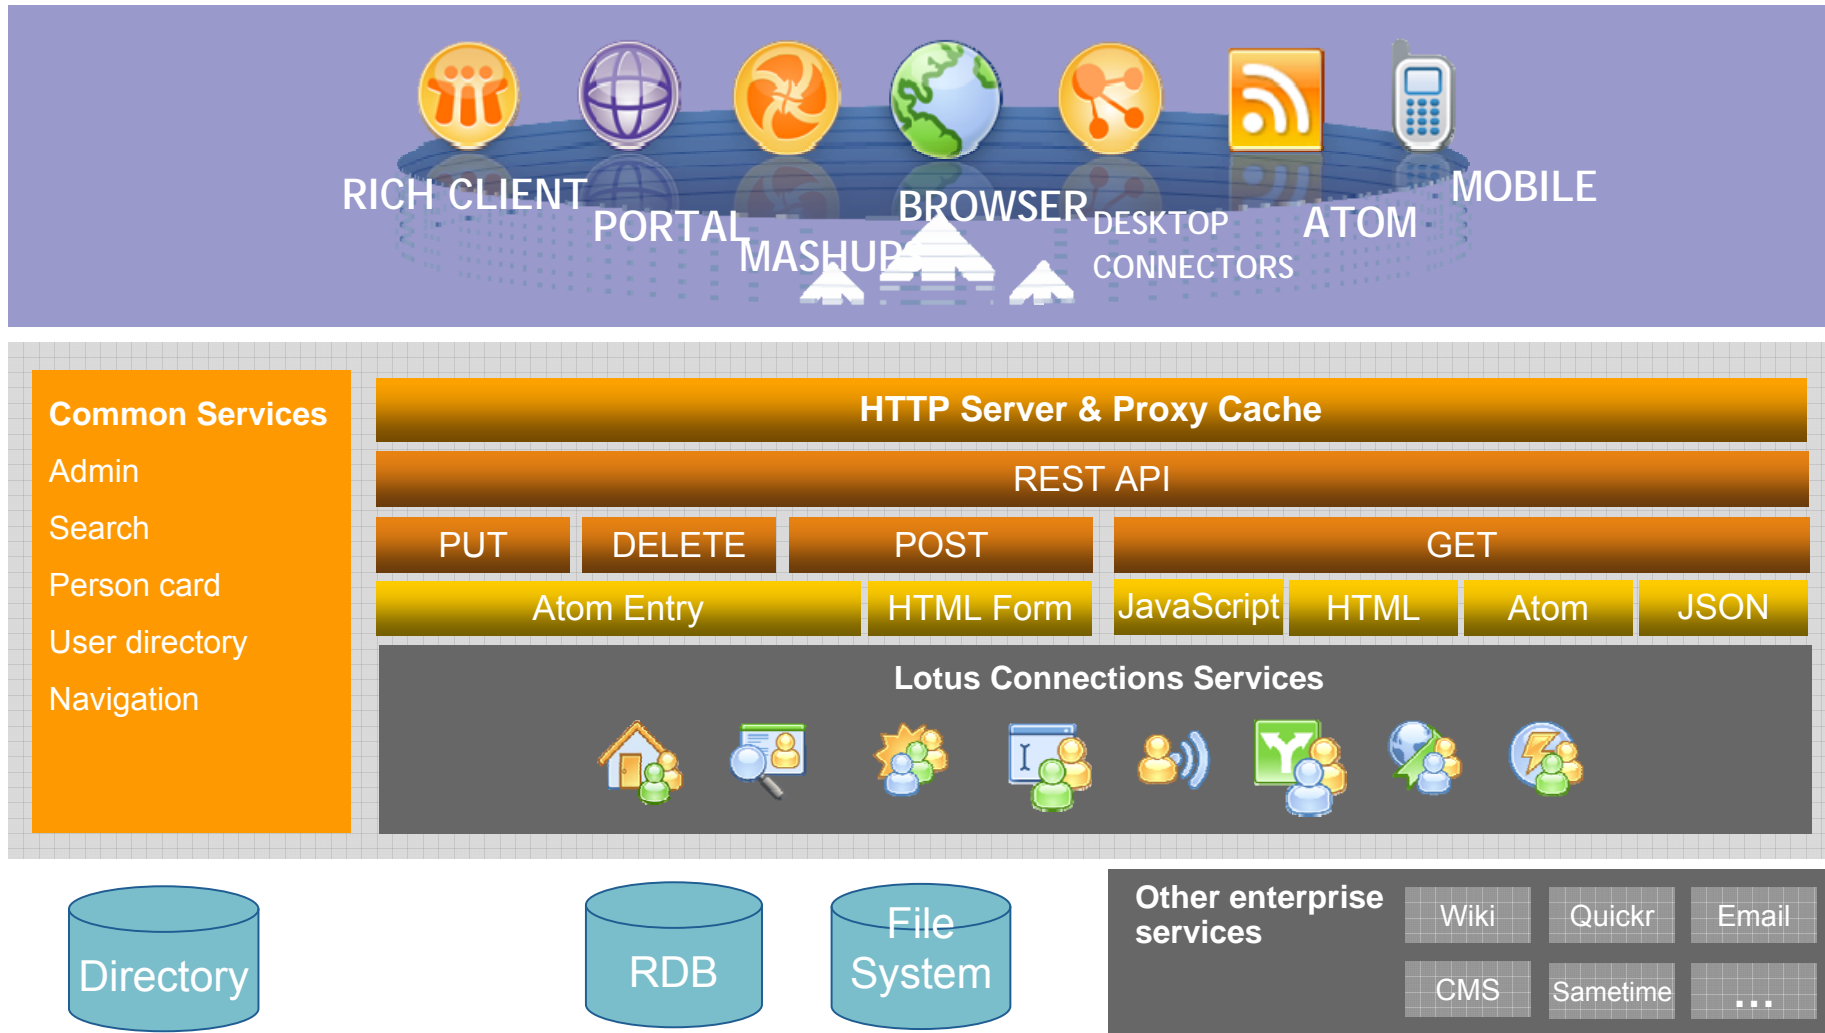 RICH CLIENT
PORTAL
MASHUPS
BROWSER
DESKTOP
CONNECTORS
ATOM
MOBILE
Common Services
Admin
Search
Person card
User directory
Navigation
HTTP Server & Proxy Cache
REST API
PUT
DELETE
POST
GET
Atom Entry
HTML Form
JavaScript
HTML
Atom
JSON
Lotus Connections Services
Directory
RDB
File
System
Other enterprise
services
Wiki
Quickr
Email
CMS
Sametime
...